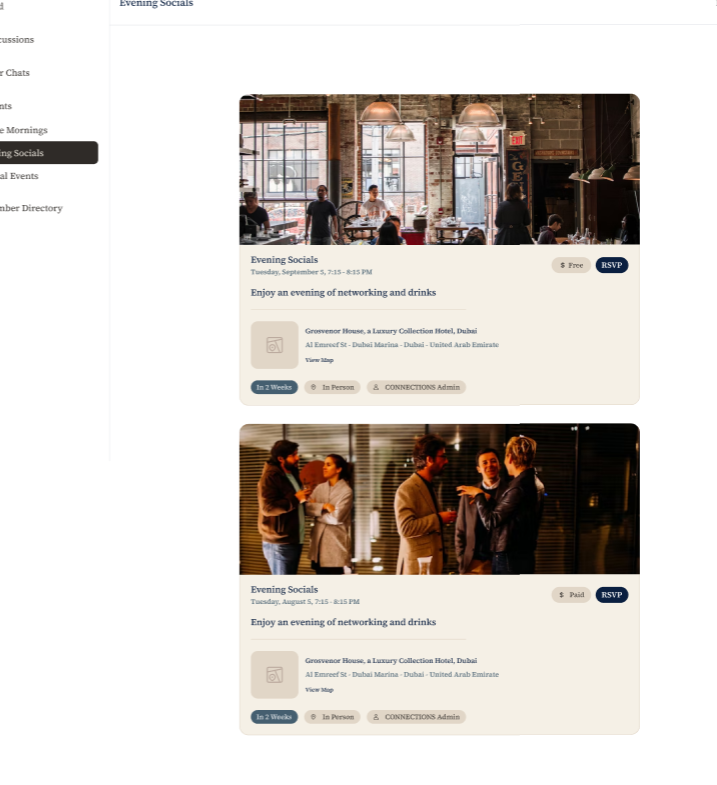 Evening Socials
cussions
r Chats
nts
e Mornings
ing Socials
al Events
mber Directory
Evening Socials
Tuesday, September 5, 7:15 - 8:15 PM
$ Free
RSVP
Enjoy an evening of networking and drinks
Grosvenor House, a Luxury Collection Hotel, Dubai
Al Emreef St - Dubai Marina - Dubai - United Arab Emirate
View Map
In 2 Weeks
In Person
CONNECTIONS Admin
Evening Socials
Tuesday, August 5, 7:15 - 8:15 PM
$ Paid
RSVP
Enjoy an evening of networking and drinks
Grosvenor House, a Luxury Collection Hotel, Dubai
Al Emreef St - Dubai Marina - Dubai - United Arab Emirate
View Map
In 2 Weeks
In Person
CONNECTIONS Admin